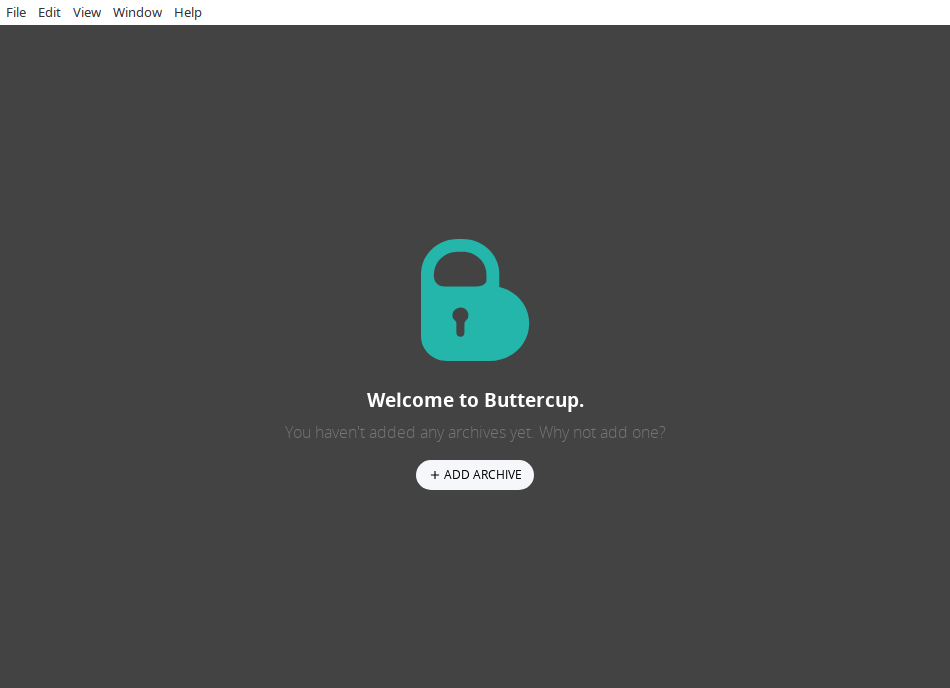 File Edit View Window Help
Welcome to Buttercup.
You haven't added any archives yet. Why not add one?
+ ADD ARCHIVE